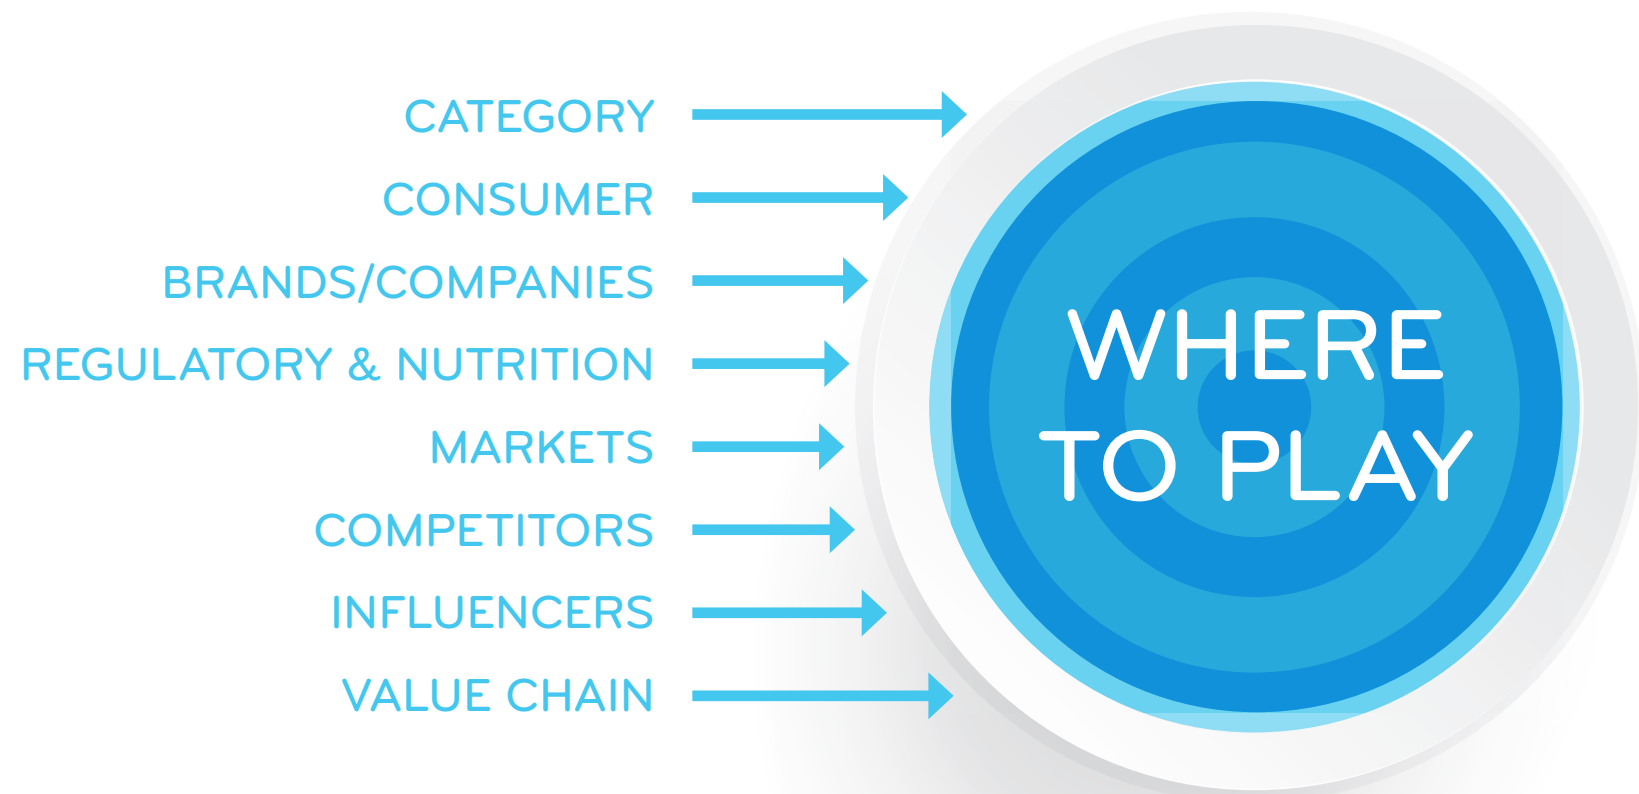 CATEGORY
CONSUMER
BRANDS/COMPANIES
REGULATORY & NUTRITION
MARKETS
COMPETITORS
INFLUENCERS
VALUE CHAIN
WHERE
TO PLAY